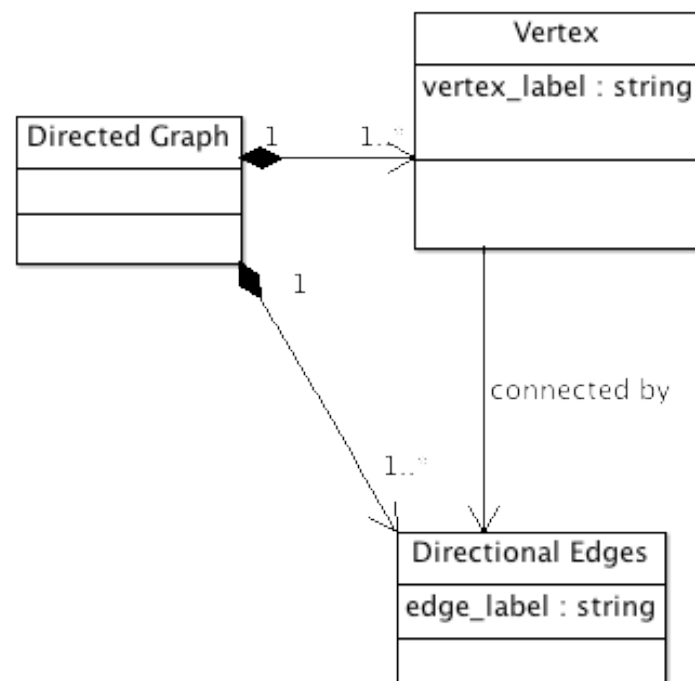 Vertex
vertex_label : string
Directed Graph
1
1..*
1
connected by
1..*
Directional Edges
edge_label : string